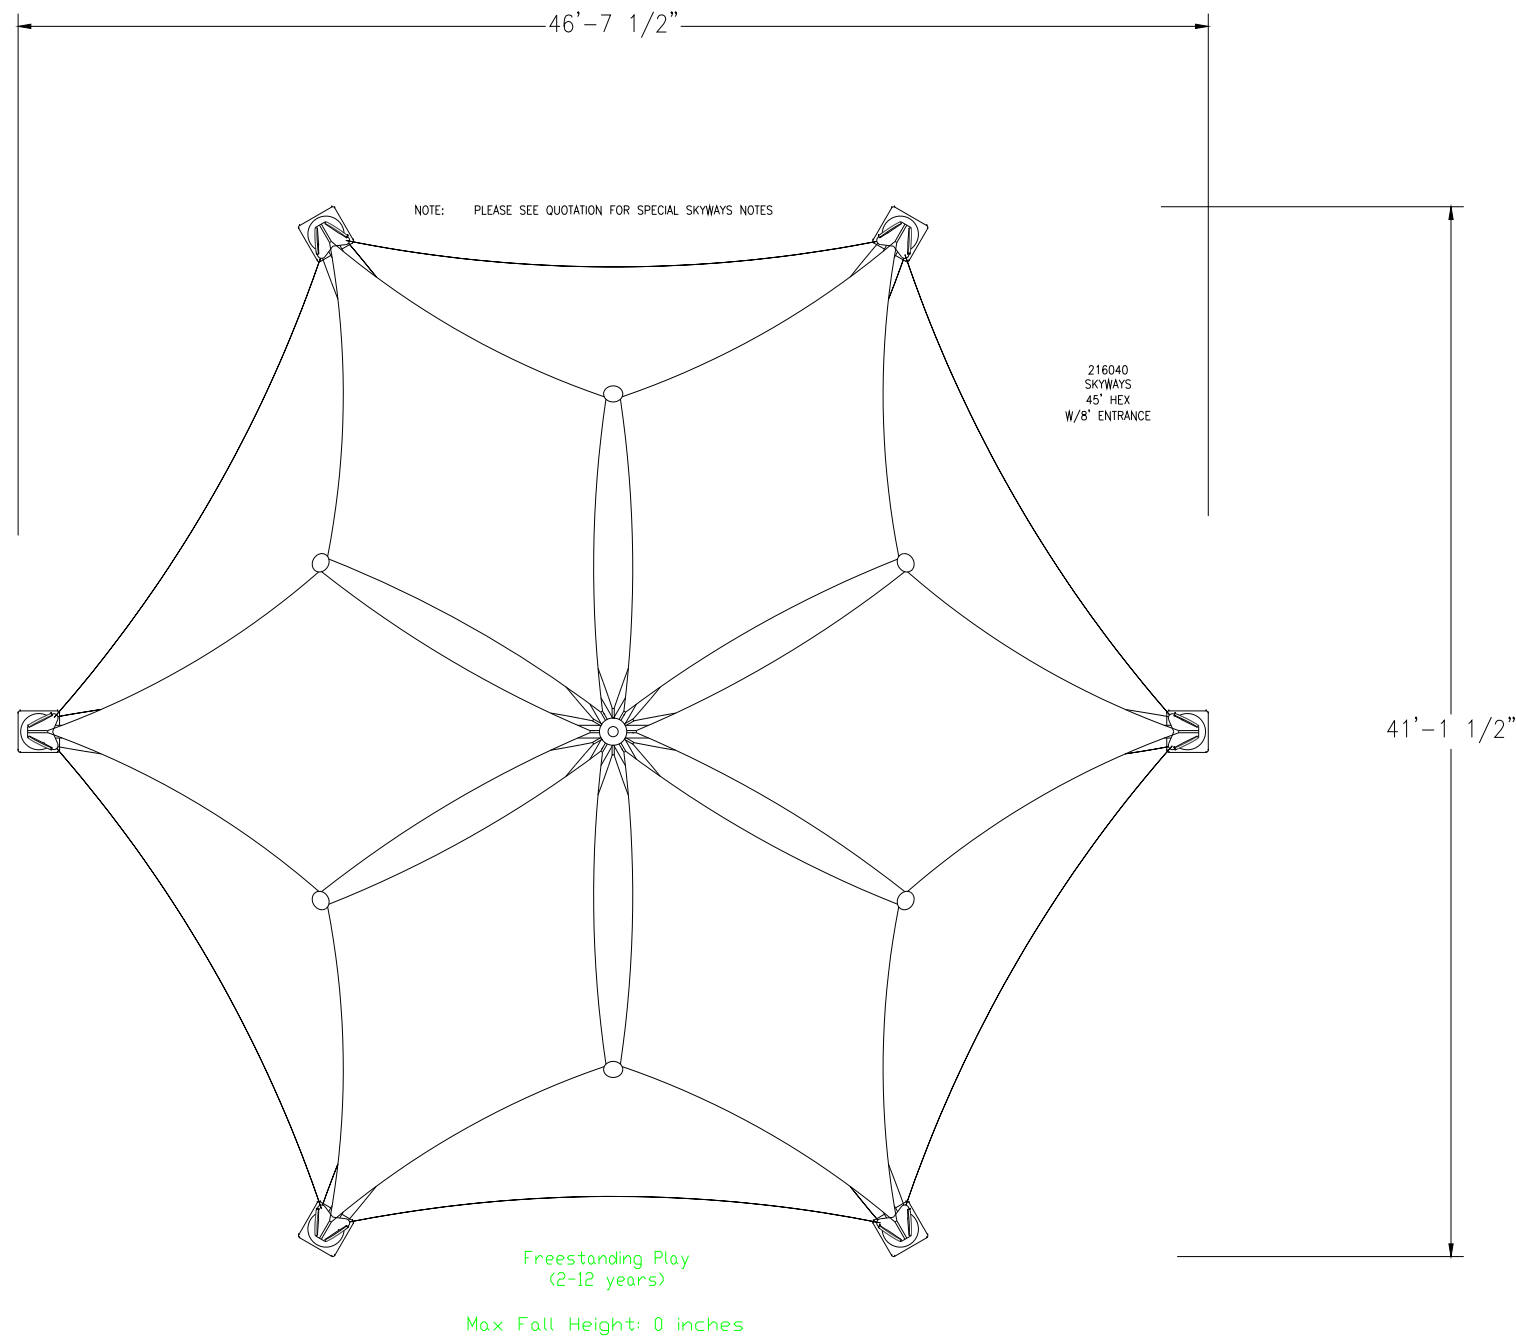 46'-7 1/2"
NOTE: PLEASE SEE QUOTATION FOR SPECIAL SKYWAYS NOTES
216040
SKYWAYS
45' HEX
W/8' ENTRANCE
41'-1 1/2"
Freestanding Play
(2-12 years)
Max Fall Height: 0 inches